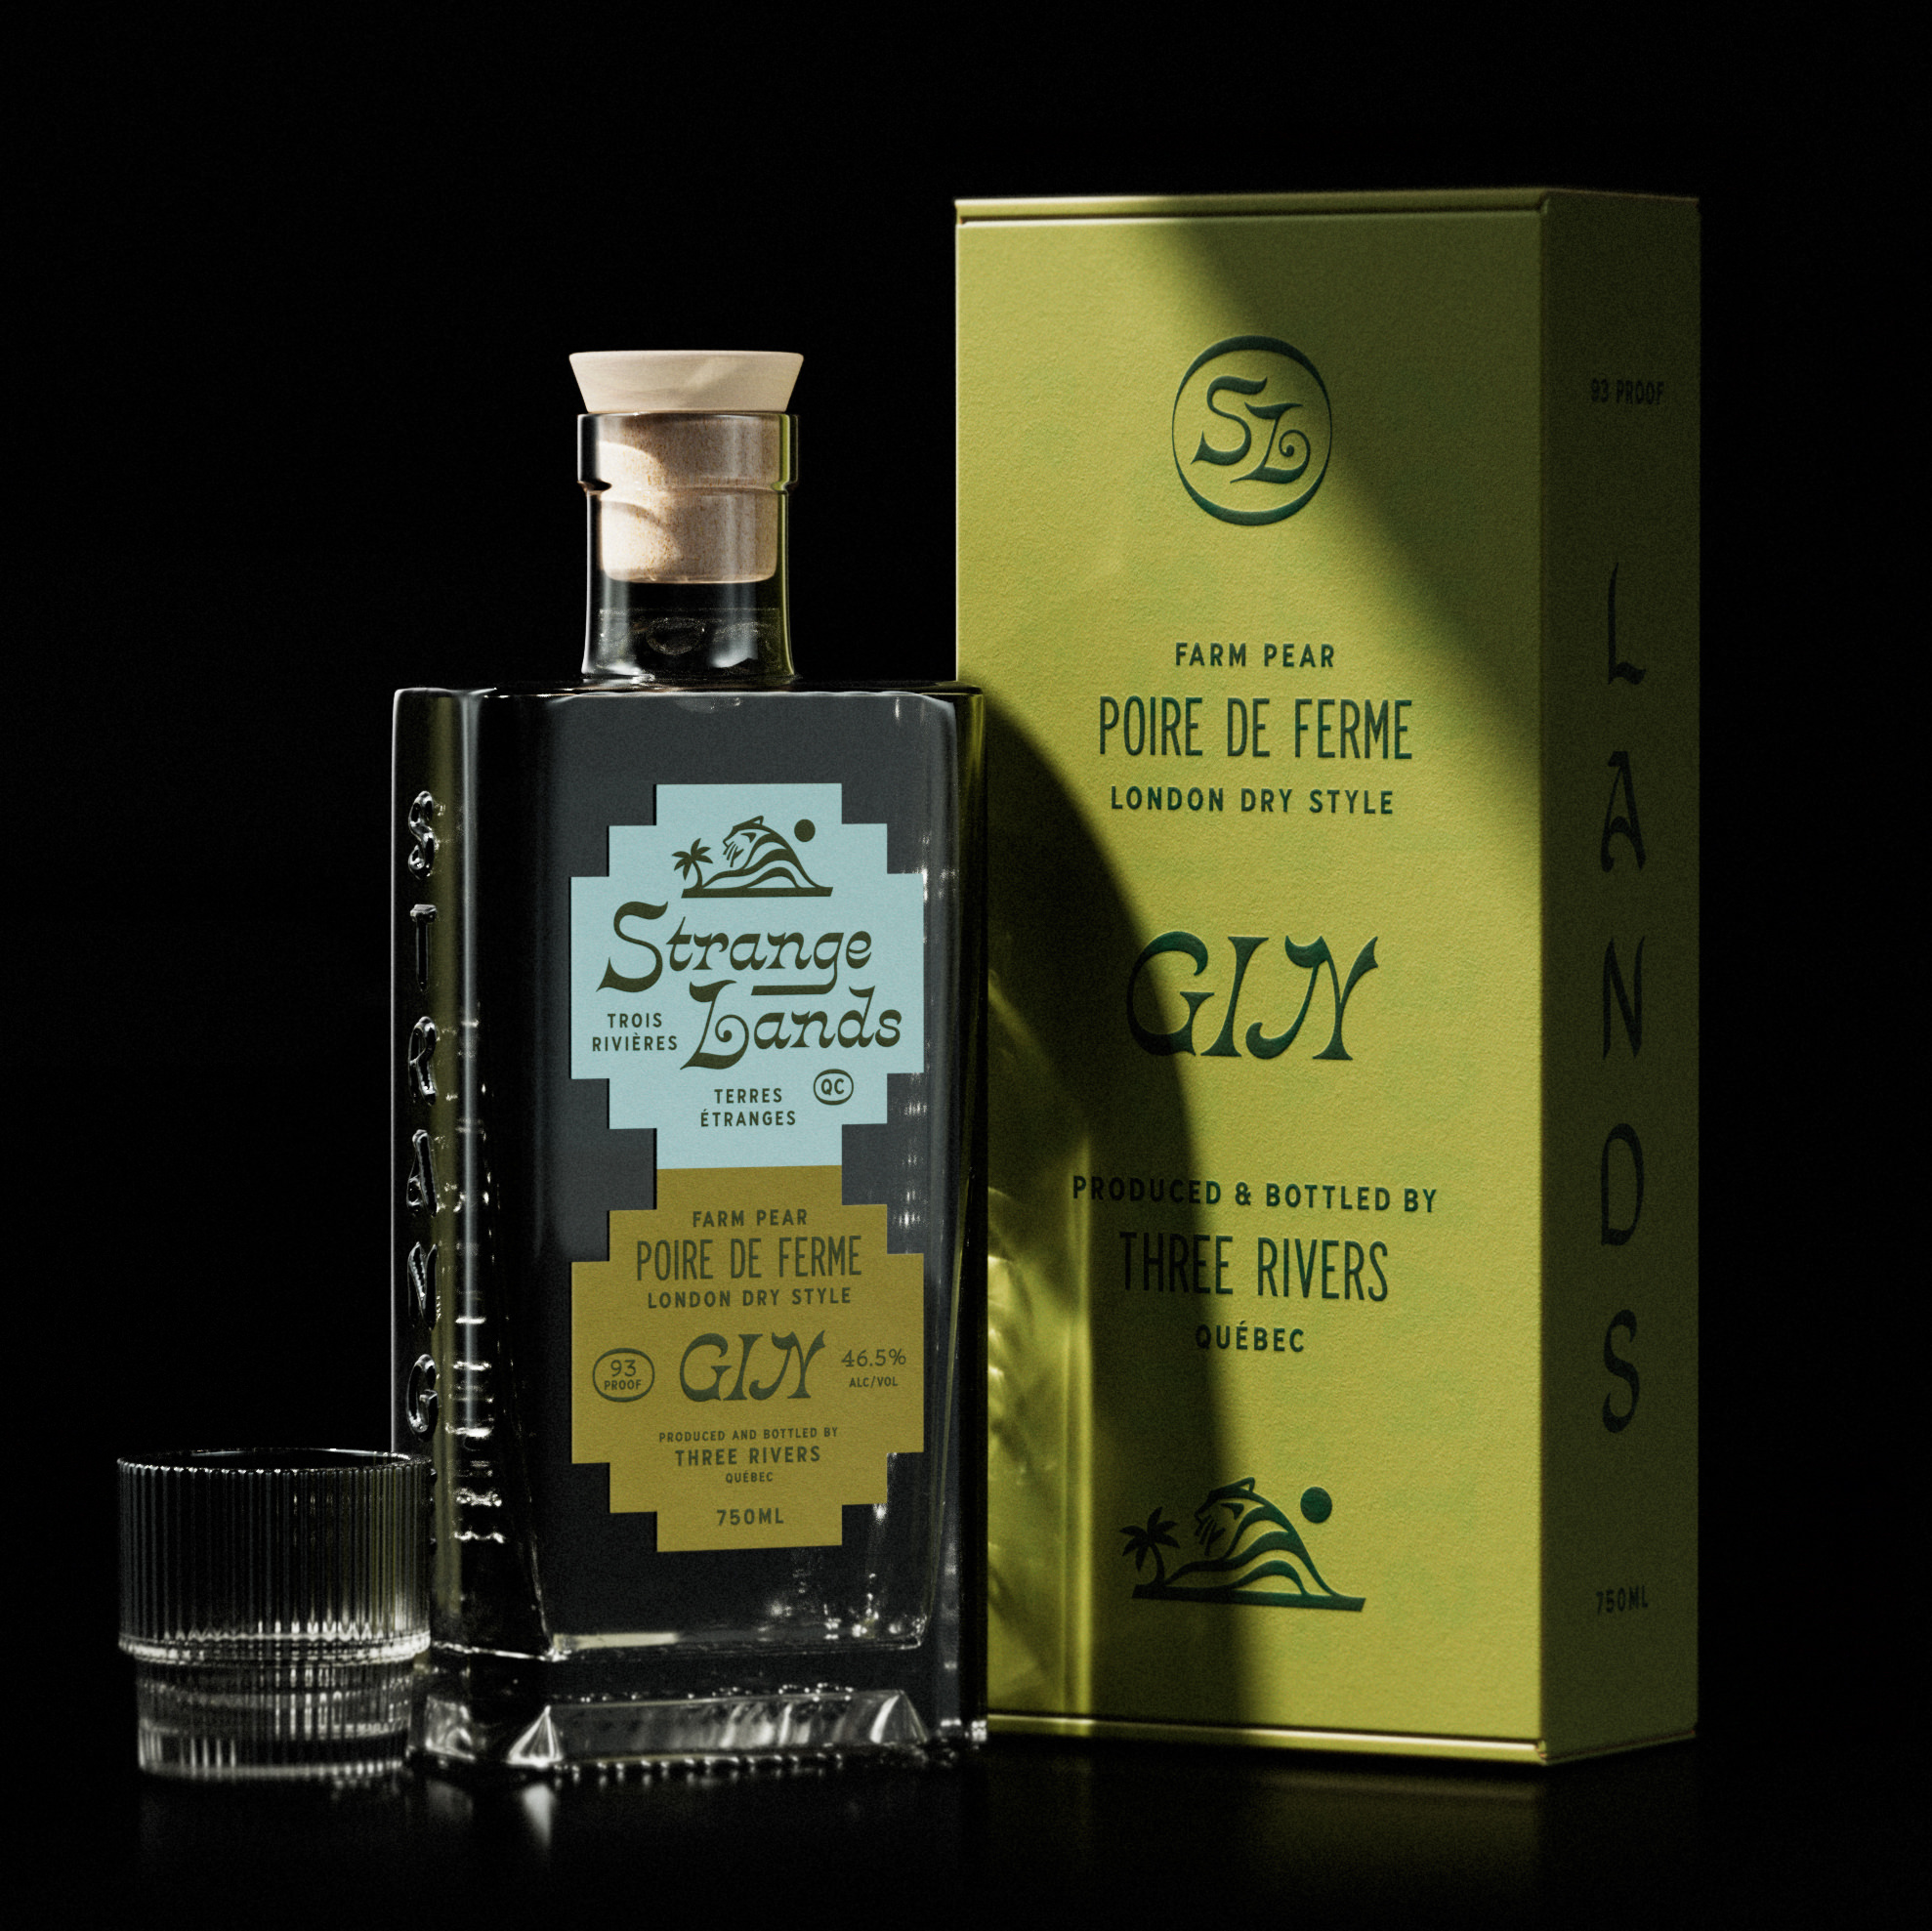 STRANGE
Strange
Lands
TROIS
RIVIÈRES
TERRES
ÉTRANGES
QC
FARM PEAR
POIRE DE FERME
LONDON DRY STYLE
93
PROOF
GIN
46.5%
ALC/VOL
PRODUCED AND BOTTLED BY
THREE RIVERS
QUÉBEC
750ML
SL
FARM PEAR
POIRE DE FERME
LONDON DRY STYLE
GIN
PRODUCED & BOTTLED BY
THREE RIVERS
QUÉBEC
93 PROOF
LANDS
750ML